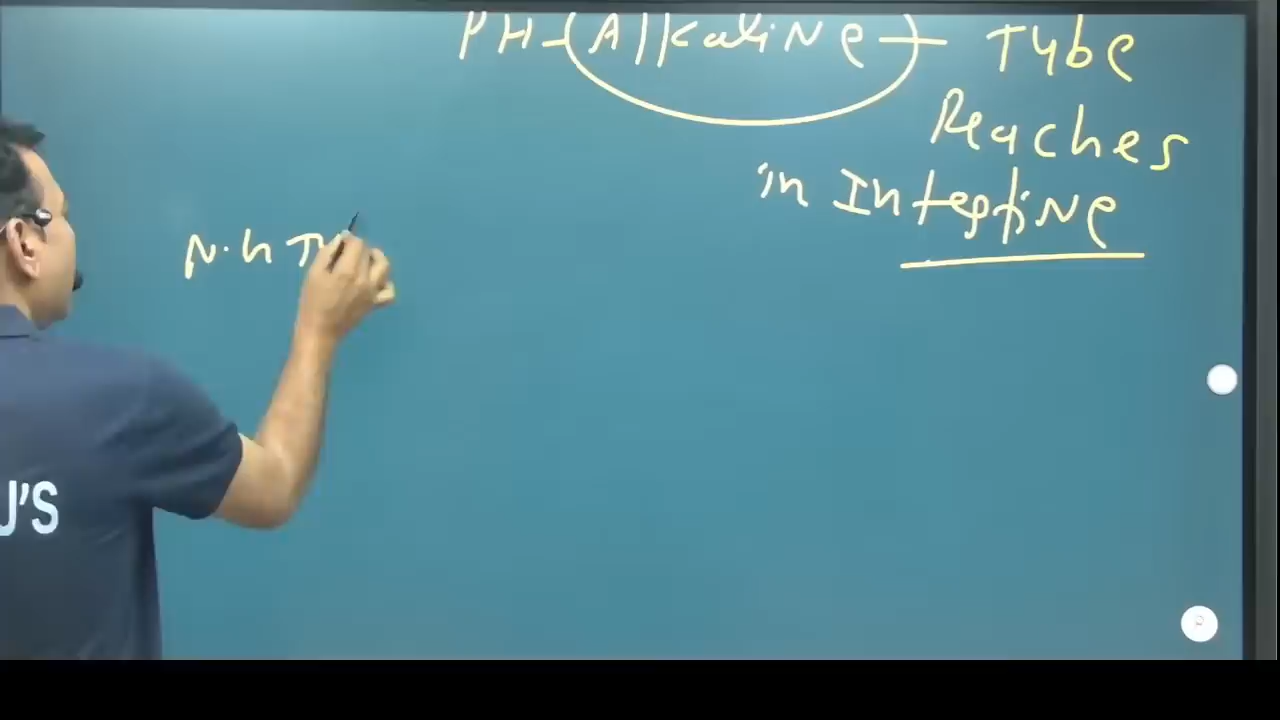 PH-(Alkaline)- Tube
Reaches
in Intestine
N.h
J'S